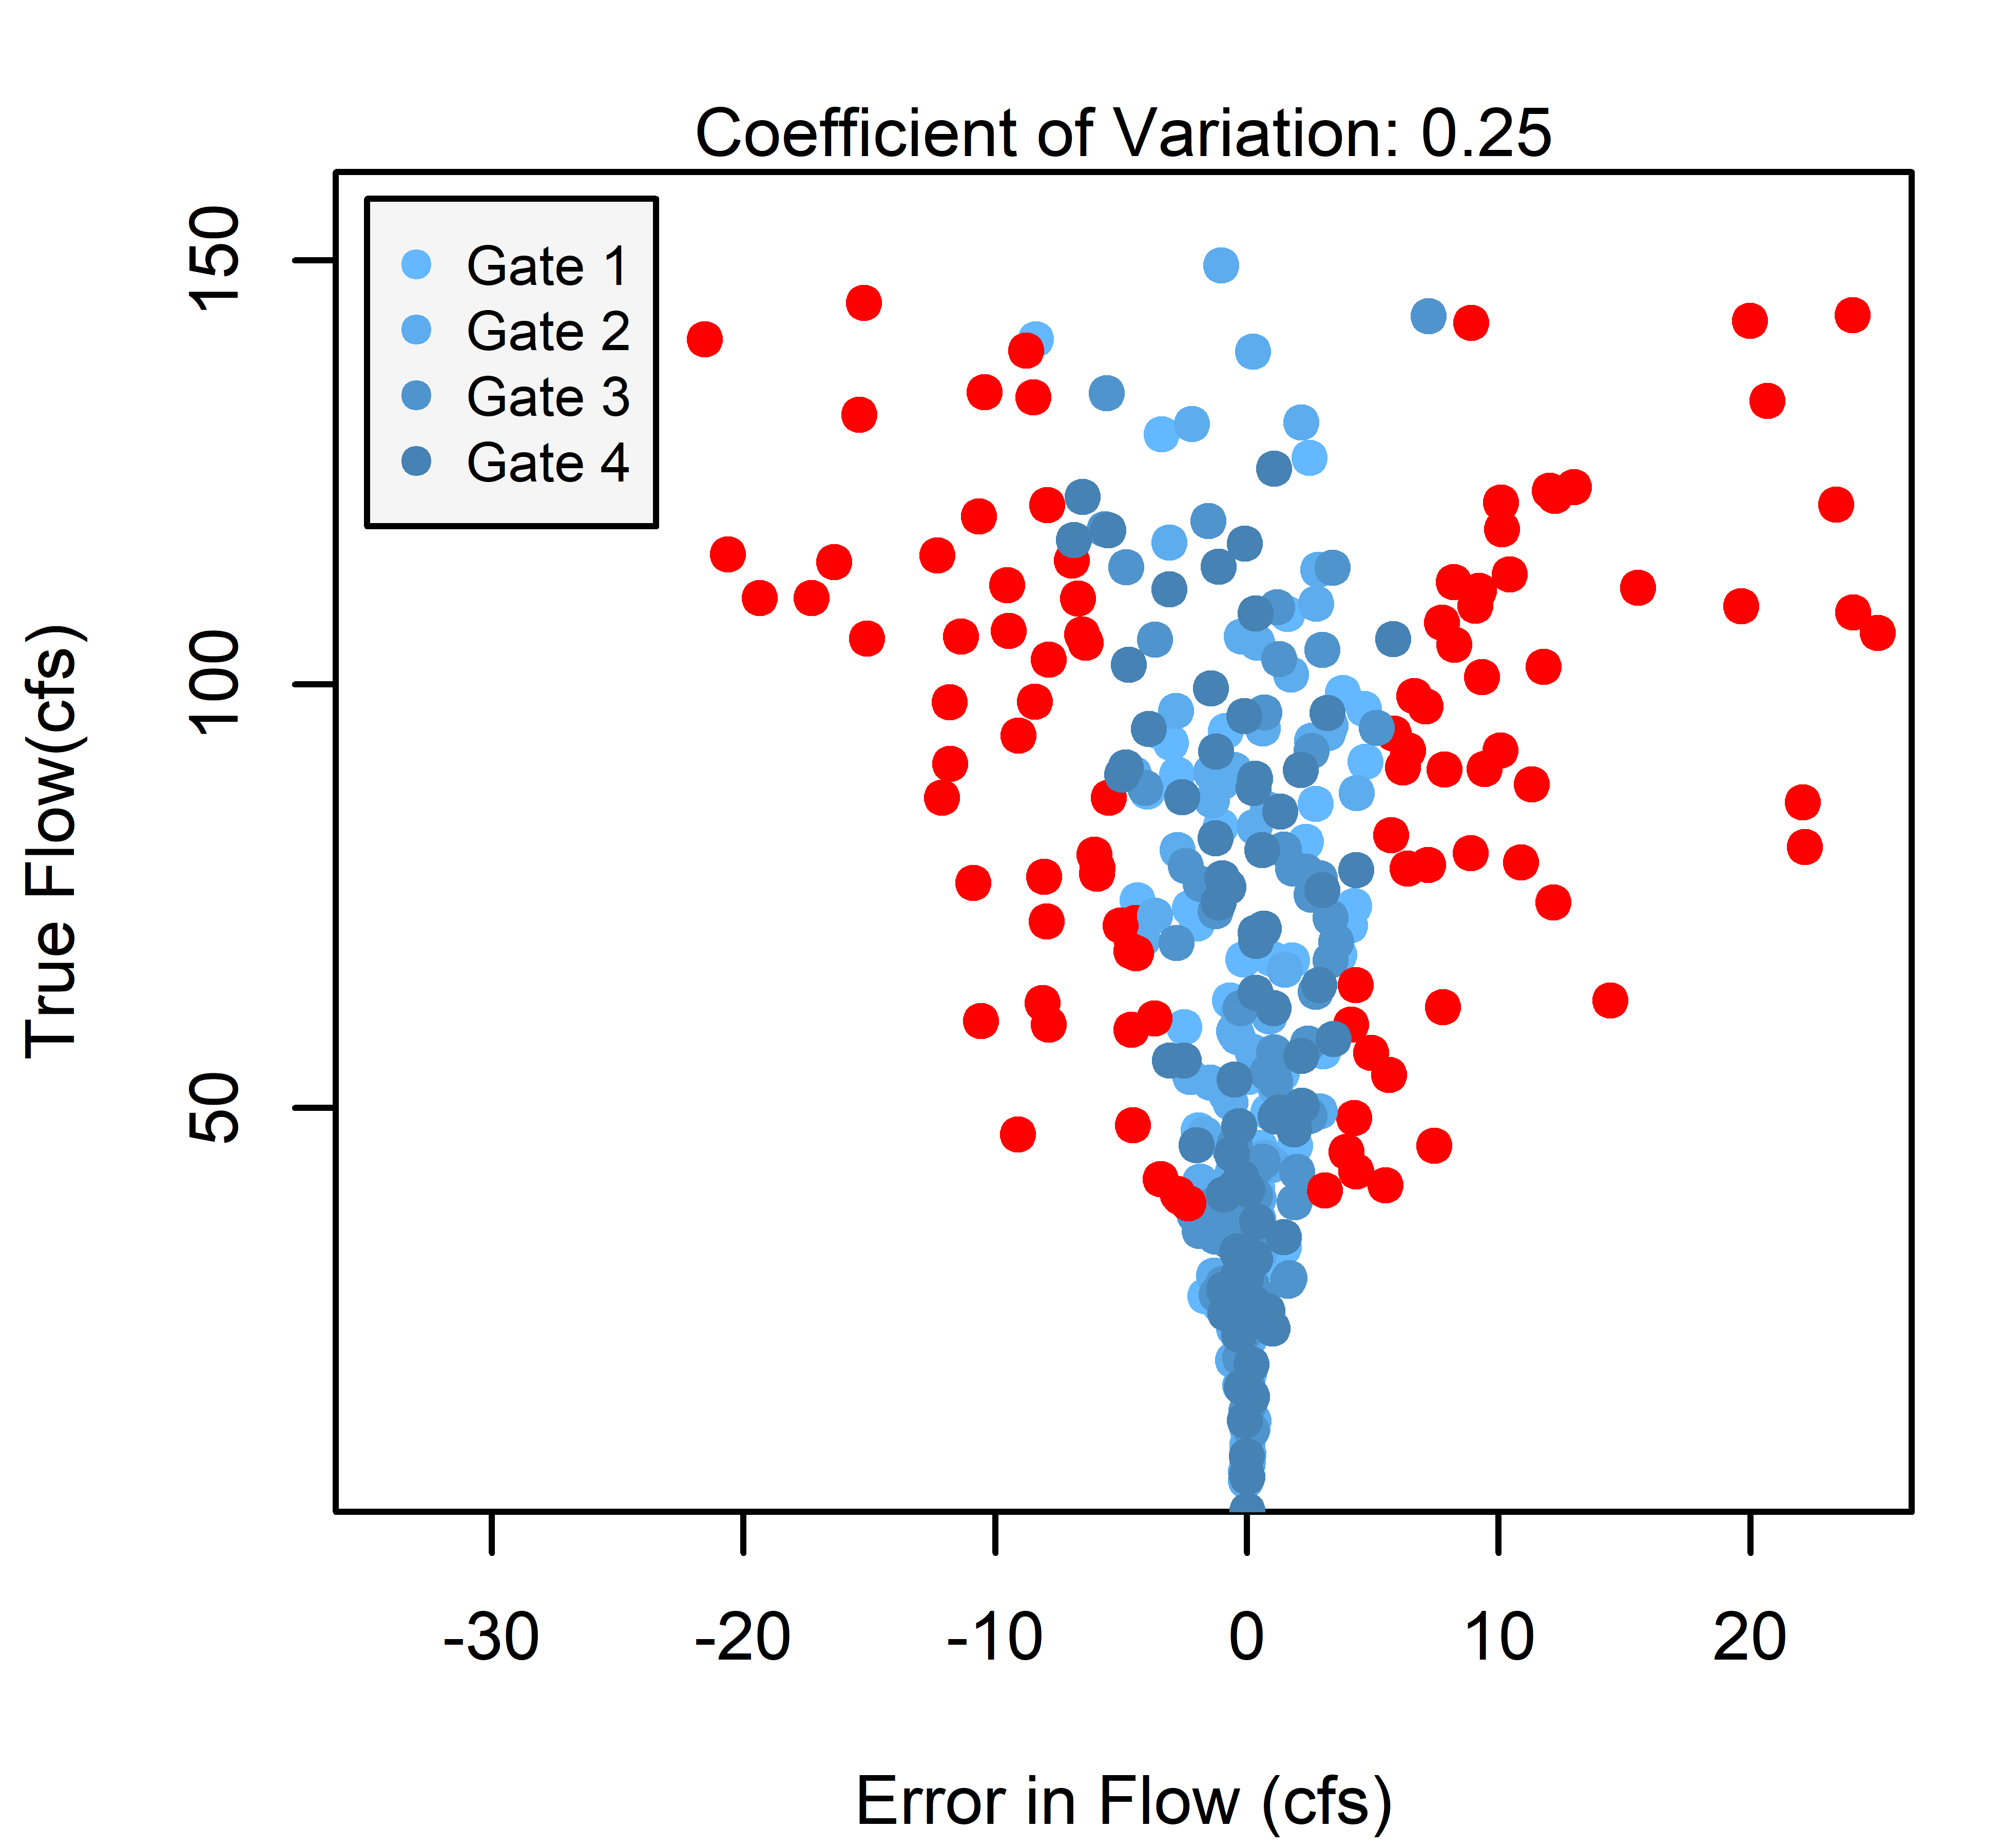 Coefficient of Variation: 0.25
Gate 1
Gate 2
Gate 3
Gate 4
True Flow(cfs)
150
100
50
-30 -20 -10 0 10 20
Error in Flow (cfs)